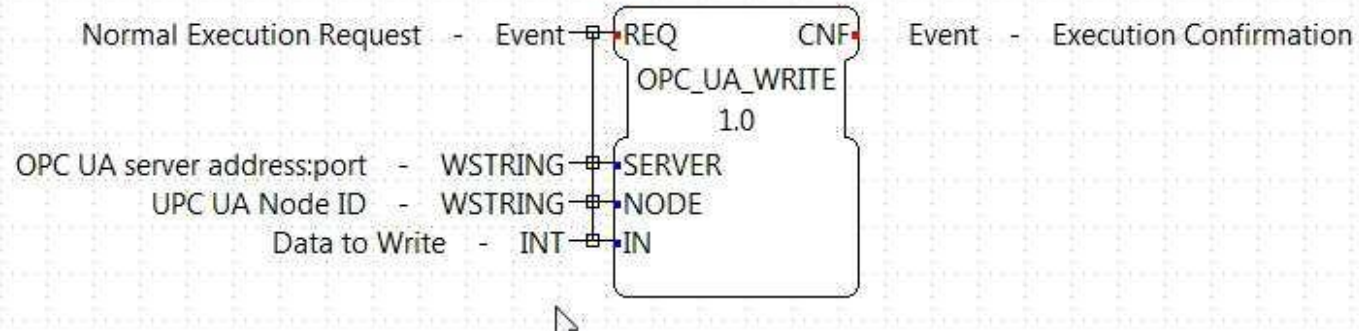 Normal Execution Request - Event REQ CNF Event - Execution Confirmation
OPC_UA_WRITE
1.0
OPC UA server address:port - WSTRING SERVER
UPC UA Node ID - WSTRING NODE
Data to Write - INT IN